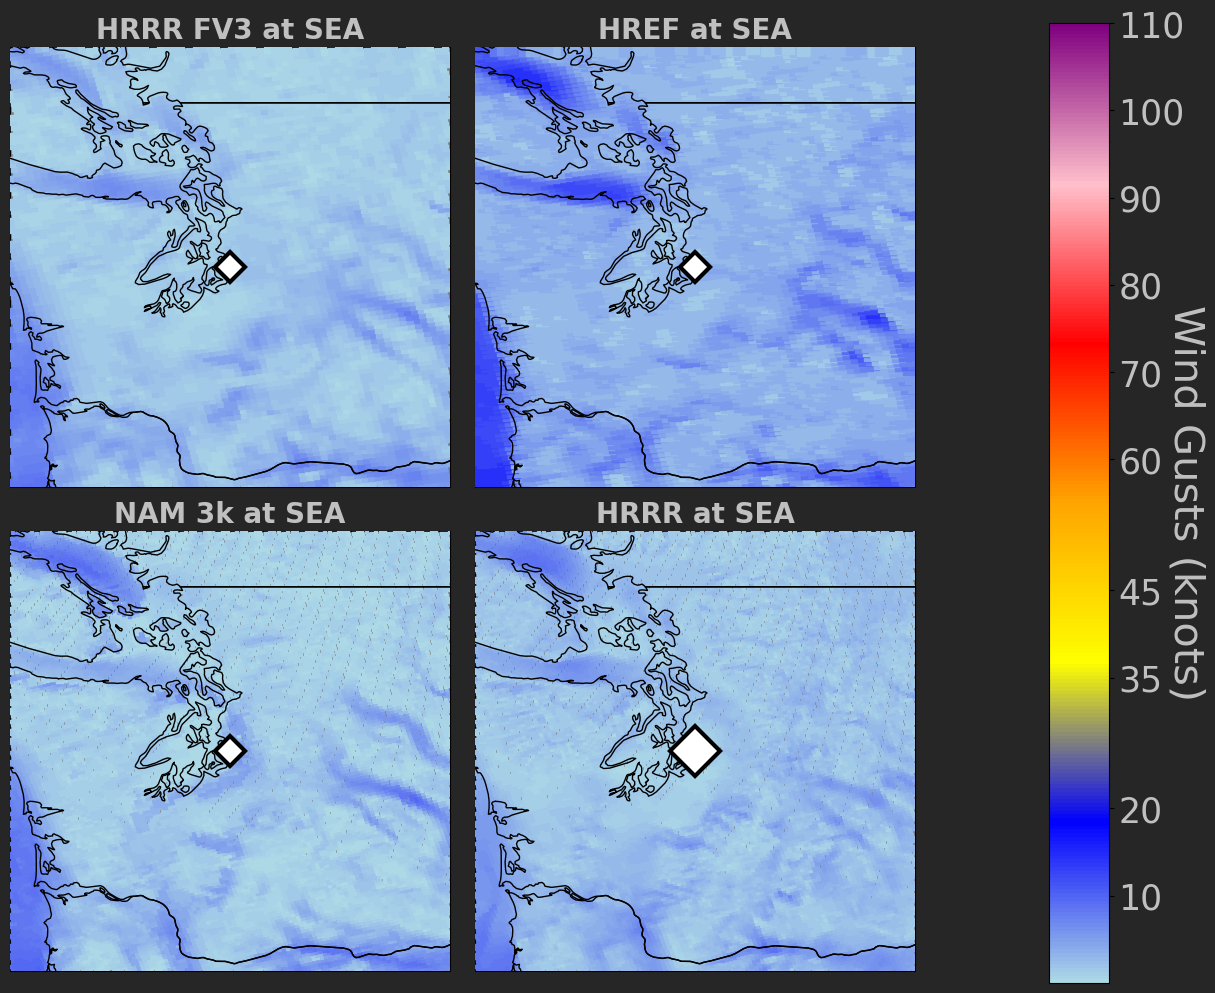 HRRR FV3 at SEA
HREF at SEA
NAM 3k at SEA
HRRR at SEA
110
100
90
80
70
60
45
35
20
10
Wind Gusts (knots)